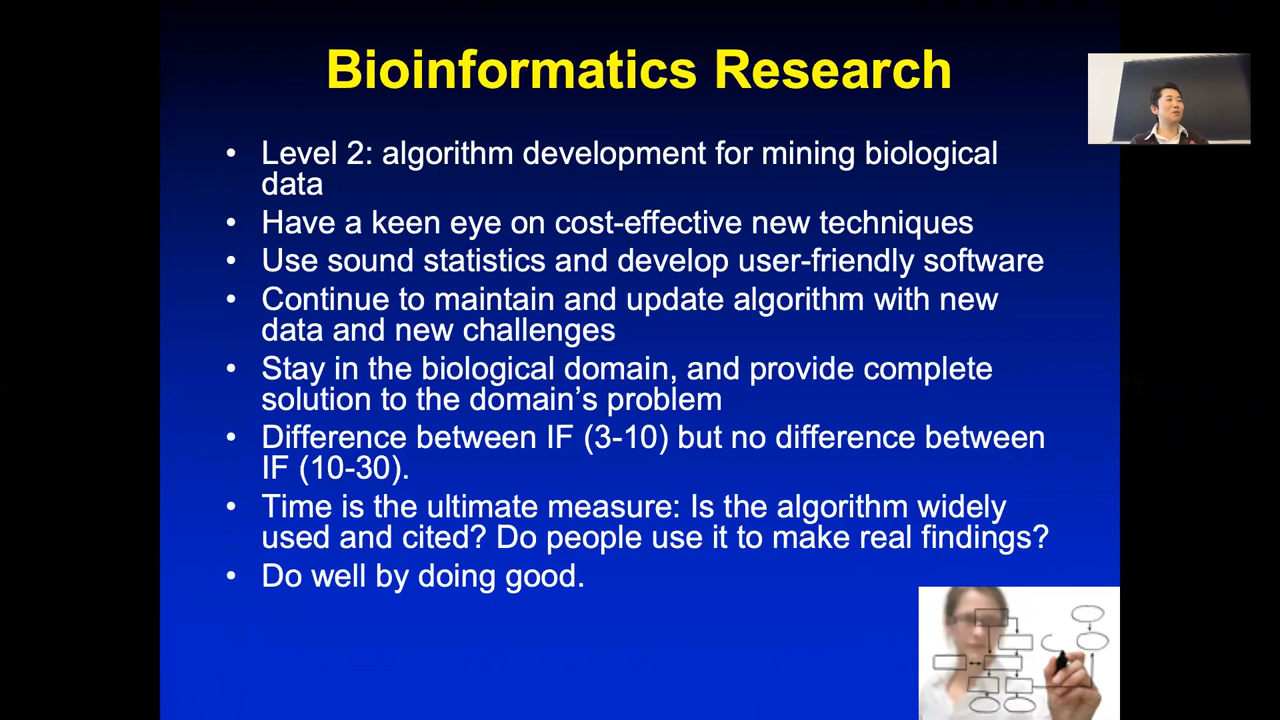 Bioinformatics Research
• Level 2: algorithm development for mining biological
data
• Have a keen eye on cost-effective new techniques
• Use sound statistics and develop user-friendly software
• Continue to maintain and update algorithm with new
data and new challenges
• Stay in the biological domain, and provide complete
solution to the domain’s problem
• Difference between IF (3-10) but no difference between
IF (10-30).
• Time is the ultimate measure: Is the algorithm widely
used and cited? Do people use it to make real findings?
• Do well by doing good.